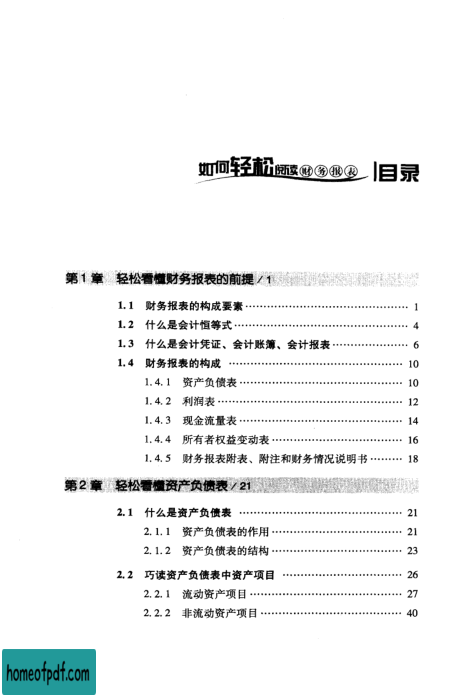 如何轻松阅读财务报表 目录
第1章 轻松看懂财务报表的前提/1
1.1 财务报表的构成要素……………………………………1
1.2 什么是会计恒等式………………………………………4
1.3 什么是会计凭证、会计账簿、会计报表…………………6
1.4 财务报表的构成 ………………………………………10
1.4.1 资产负债表……………………………………10
1.4.2 利润表…………………………………………12
1.4.3 现金流量表……………………………………14
1.4.4 所有者权益变动表……………………………16
1.4.5 财务报表附表、附注和财务情况说明书………18
第2章 轻松看懂资产负债表/21
2.1 什么是资产负债表 ……………………………………21
2.1.1 资产负债表的作用……………………………21
2.1.2 资产负债表的结构……………………………23
2.2 巧读资产负债表中资产项目 …………………………26
2.2.1 流动资产项目…………………………………27
2.2.2 非流动资产项目………………………………40
homeofpdf.com